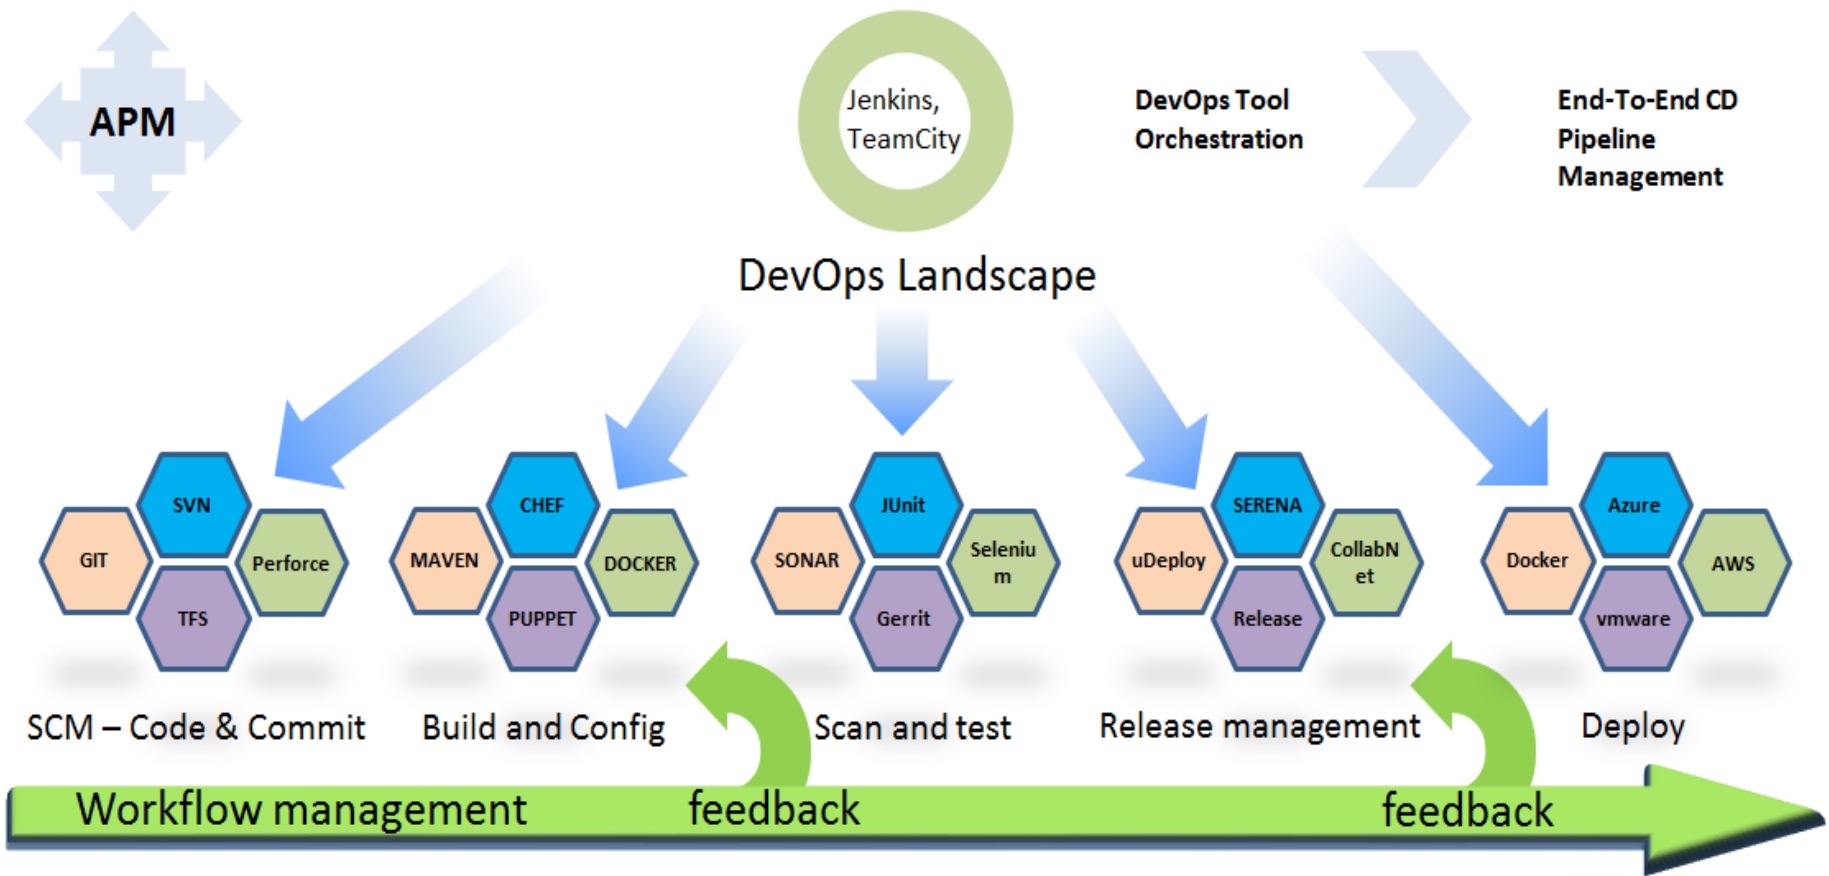 APM
Jenkins,
TeamCity
DevOps Tool
Orchestration
End-To-End CD
Pipeline
Management
DevOps Landscape
SVN
GIT
Perforce
TFS
CHEF
MAVEN
DOCKER
PUPPET
JUnit
SONAR
Seleniu
m
Gerrit
SERENA
uDeploy
CollabN
et
Release
Azure
Docker
AWS
vmware
SCM – Code & Commit
Build and Config
Scan and test
Release management
Deploy
Workflow management
feedback
feedback